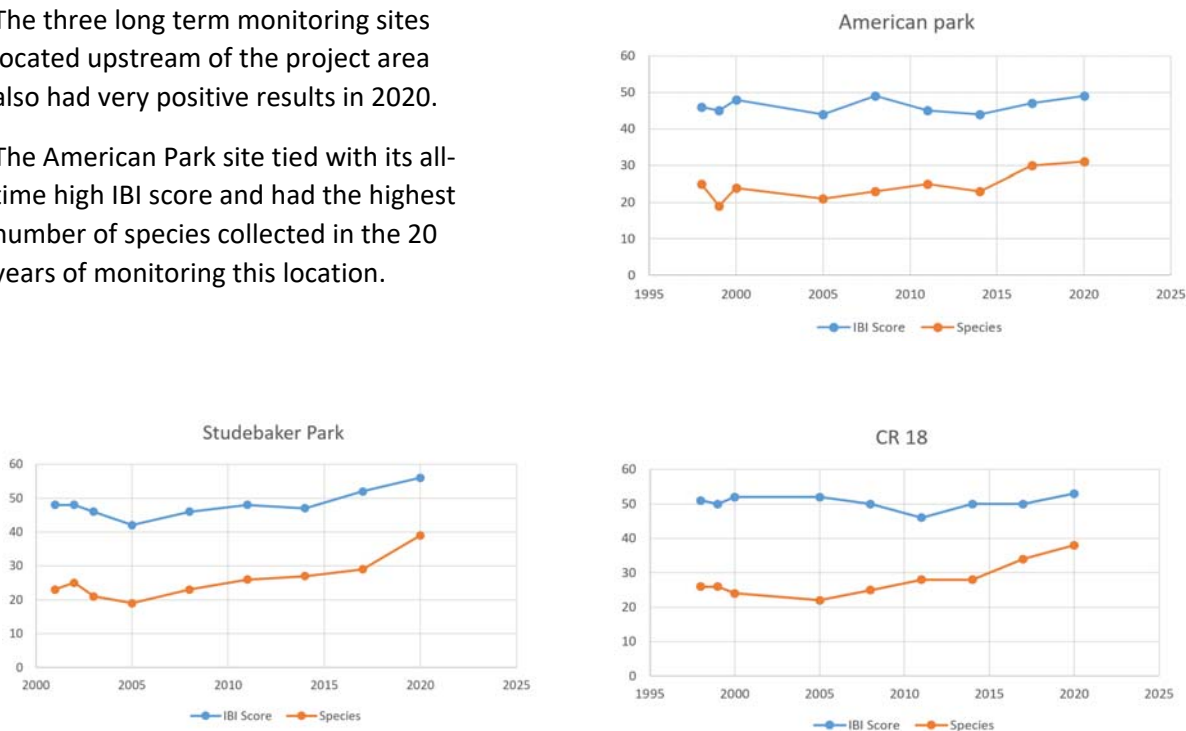 The three long term monitoring sites
located upstream of the project area
also had very positive results in 2020.
The American Park site tied with its all-
time high IBI score and had the highest
number of species collected in the 20
years of monitoring this location.
American park
60
50
40
30
20
10
0
1995 2000 2005 2010 2015 2020 2025
IBI Score Species
Studebaker Park
60
50
40
30
20
10
0
2000 2005 2010 2015 2020 2025
IBI Score Species
CR 18
60
50
40
30
20
10
0
1995 2000 2005 2010 2015 2020 2025
IBI Score Species